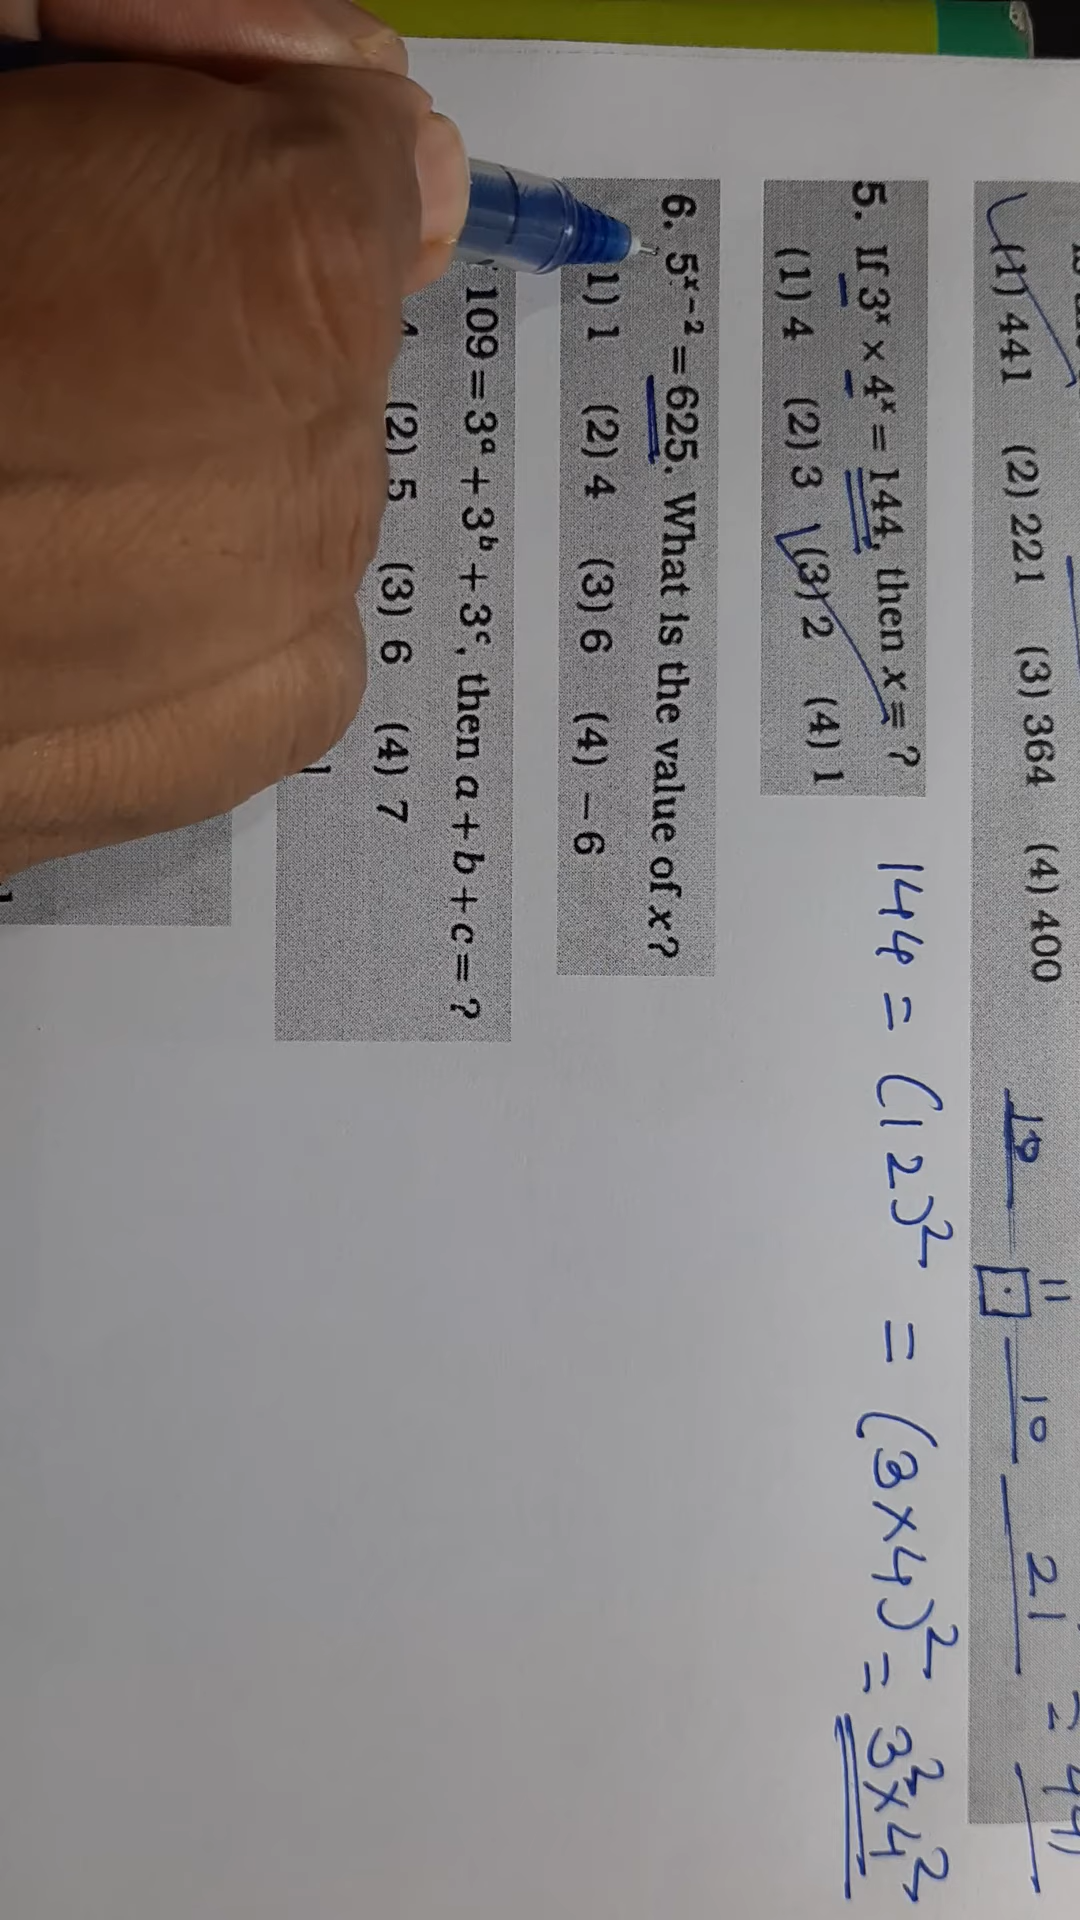 (1) 441 (2) 221 (3) 364 (4) 400
10 11 10 21 = 441
5. If 3ˣ × 4ˣ = 144, then x = ?
(1) 4 (2) 3 (3) 2 (4) 1
144 = (12)² = (3×4)² = 3²×4²
6. 5ˣ⁻² = 625. What is the value of x?
1) 1 (2) 4 (3) 6 (4) −6
109 = 3ᵃ + 3ᵇ + 3ᶜ, then a + b + c = ?
(2) 5 (3) 6 (4) 7